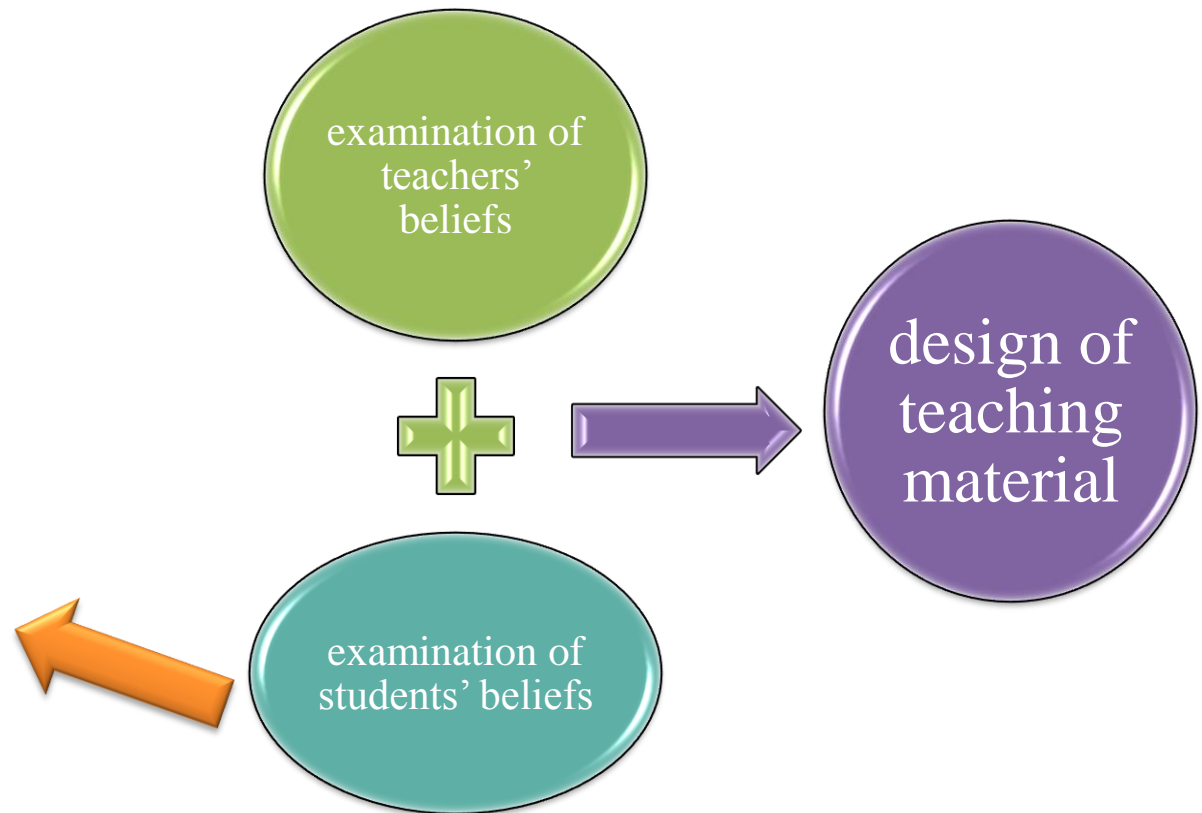 examination of
teachers’
beliefs
design of
teaching
material
examination of
students’ beliefs